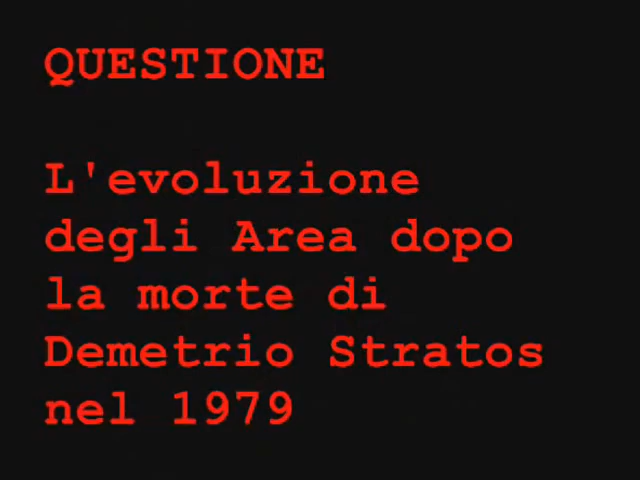 QUESTIONE
L'evoluzione
degli Area dopo
la morte di
Demetrio Stratos
nel 1979